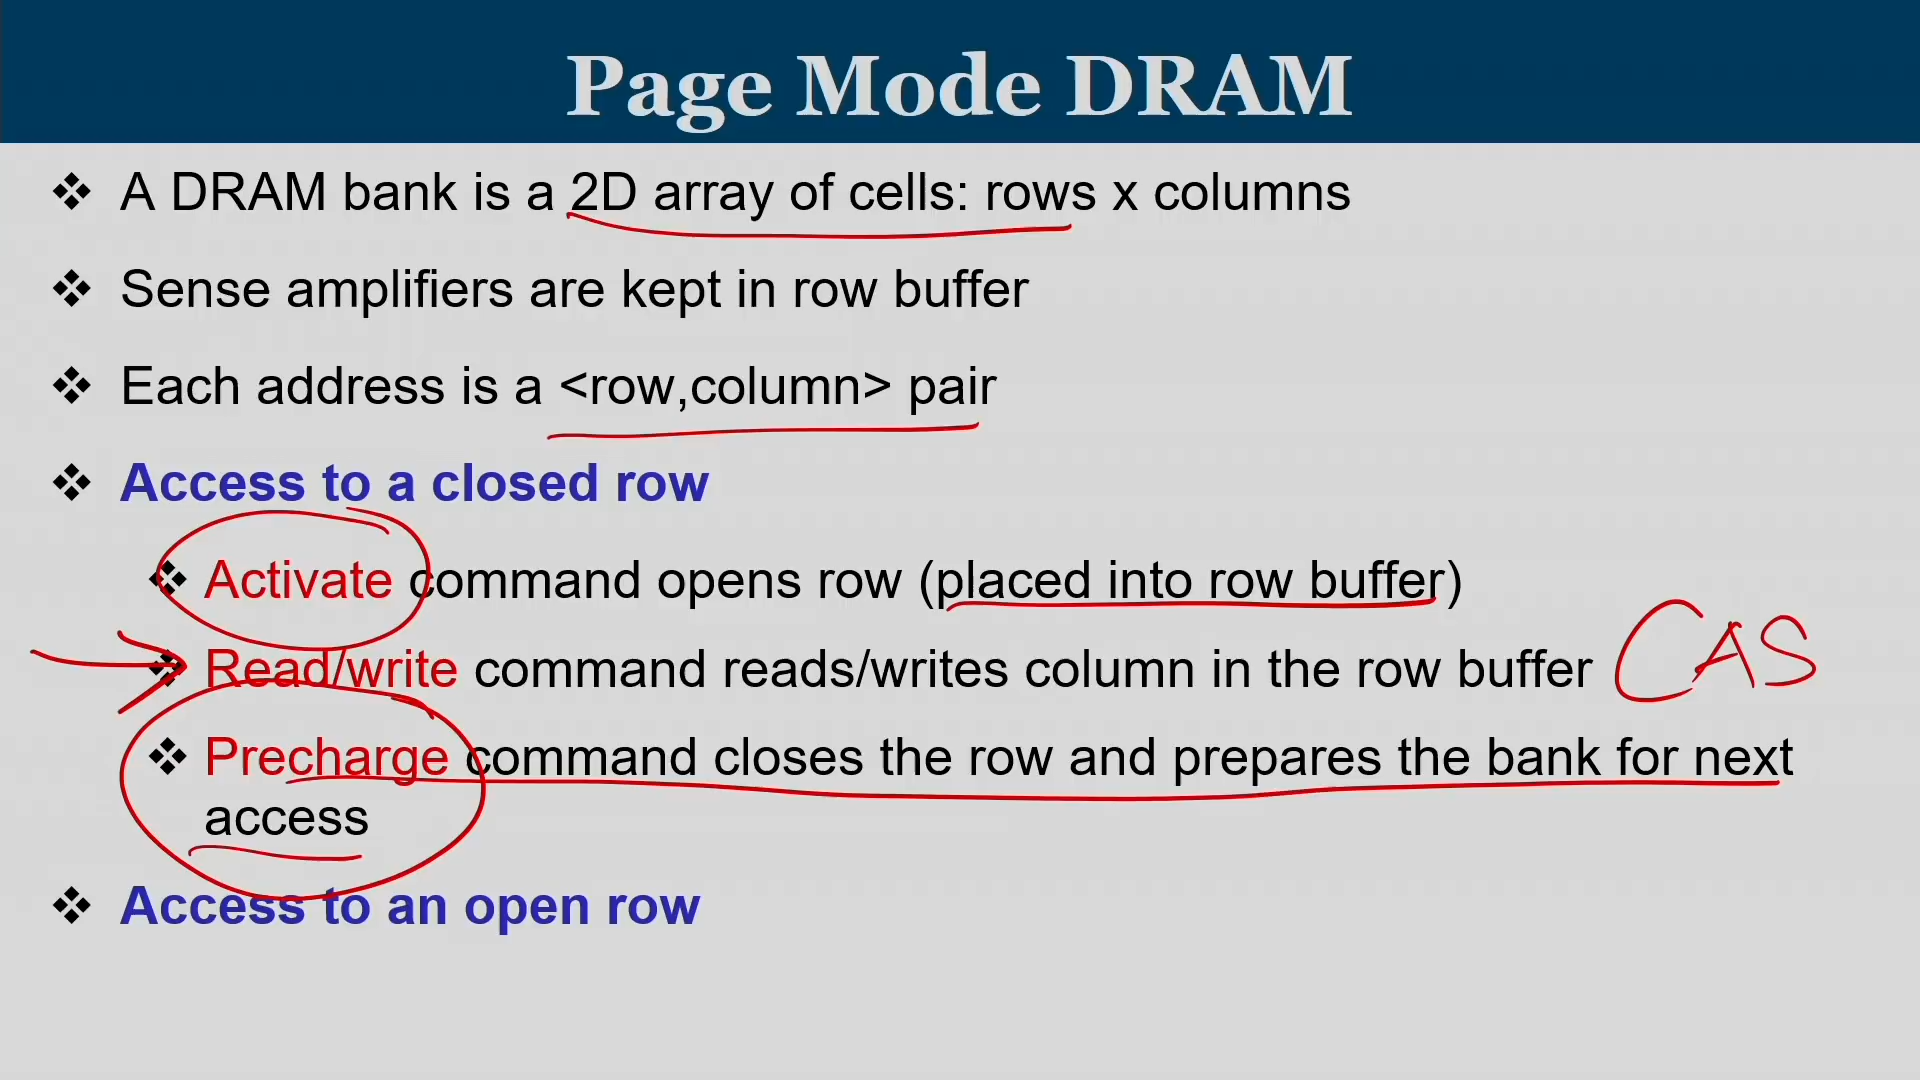 Page Mode DRAM
❖ A DRAM bank is a 2D array of cells: rows x columns
❖ Sense amplifiers are kept in row buffer
❖ Each address is a <row,column> pair
❖ Access to a closed row
❖ Activate command opens row (placed into row buffer)
❖ Read/write command reads/writes column in the row buffer CAS
❖ Precharge command closes the row and prepares the bank for next
access
❖ Access to an open row